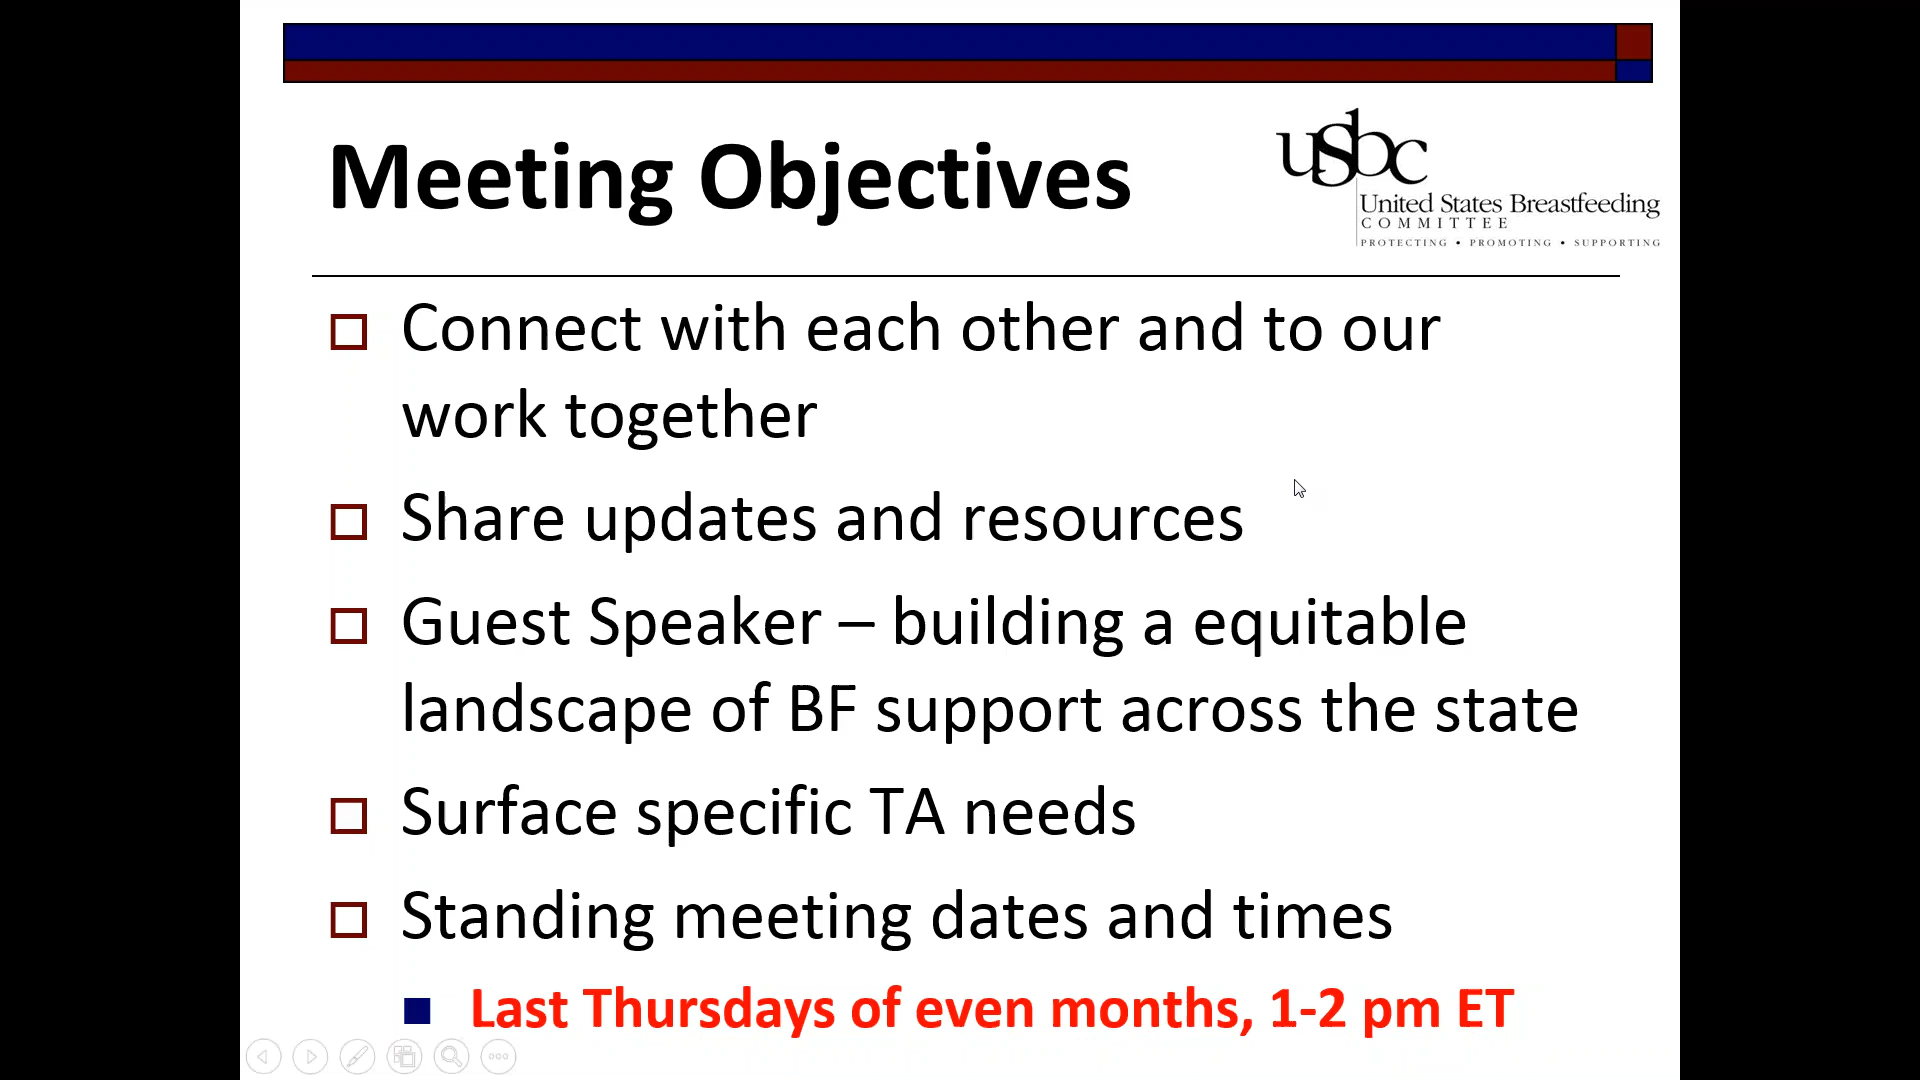 Meeting Objectives
usbc
United States Breastfeeding
COMMITTEE
PROTECTING • PROMOTING • SUPPORTING
Connect with each other and to our
work together
Share updates and resources
Guest Speaker – building a equitable
landscape of BF support across the state
Surface specific TA needs
Standing meeting dates and times
Last Thursdays of even months, 1-2 pm ET